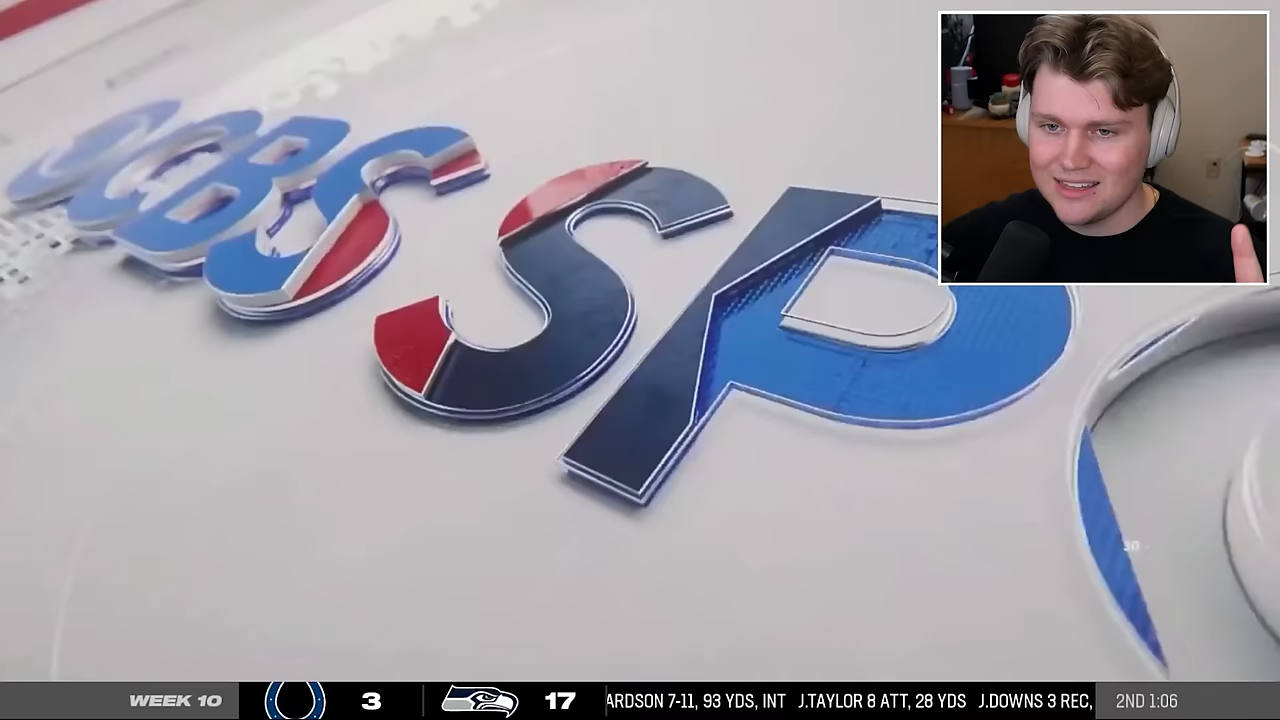 CBS SP
WEEK 10 3 17 ARDSON 7-11, 93 YDS, INT J.TAYLOR 8 ATT, 28 YDS J.DOWNS 3 REC, 2ND 1:06